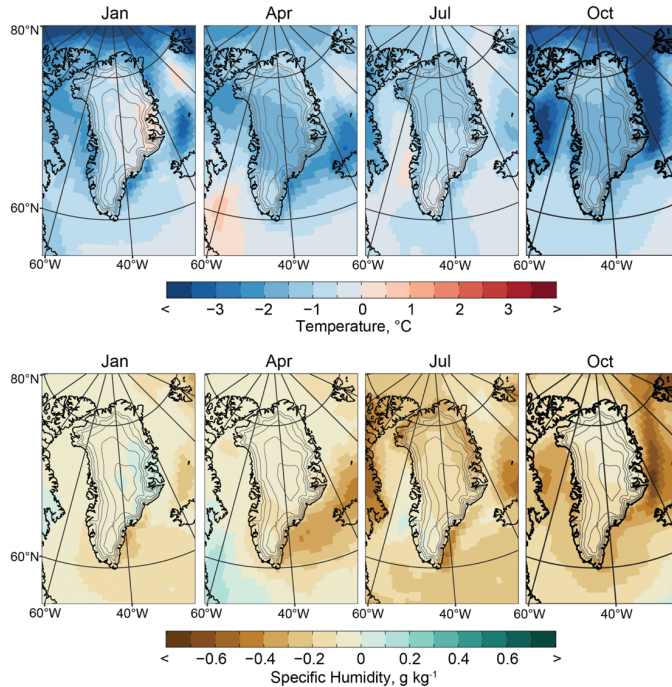 Jan Apr Jul Oct
80°N
60°N
60°W 40°W 60°W 40°W 60°W 40°W 60°W 40°W
< −3 −2 −1 0 1 2 3 >
Temperature, °C
Jan Apr Jul Oct
80°N
60°N
60°W 40°W 60°W 40°W 60°W 40°W 60°W 40°W
< −0.6 −0.4 −0.2 0 0.2 0.4 0.6 >
Specific Humidity, g kg⁻¹